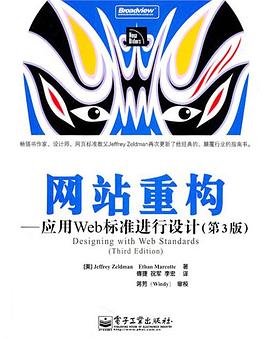 Broadview
New Riders
畅销书作家、设计师、网页标准教父Jeffrey Zeldman再次更新了他经典的、颠覆行业的指南书。
网站重构
——应用Web标准进行设计(第3版)
Designing with Web Standards
(Third Edition)
[美] Jeffrey Zeldman Ethan Marcotte 著
傅捷 祝军 李宏 译
蒋芳 (Windy) 审校
电子工业出版社